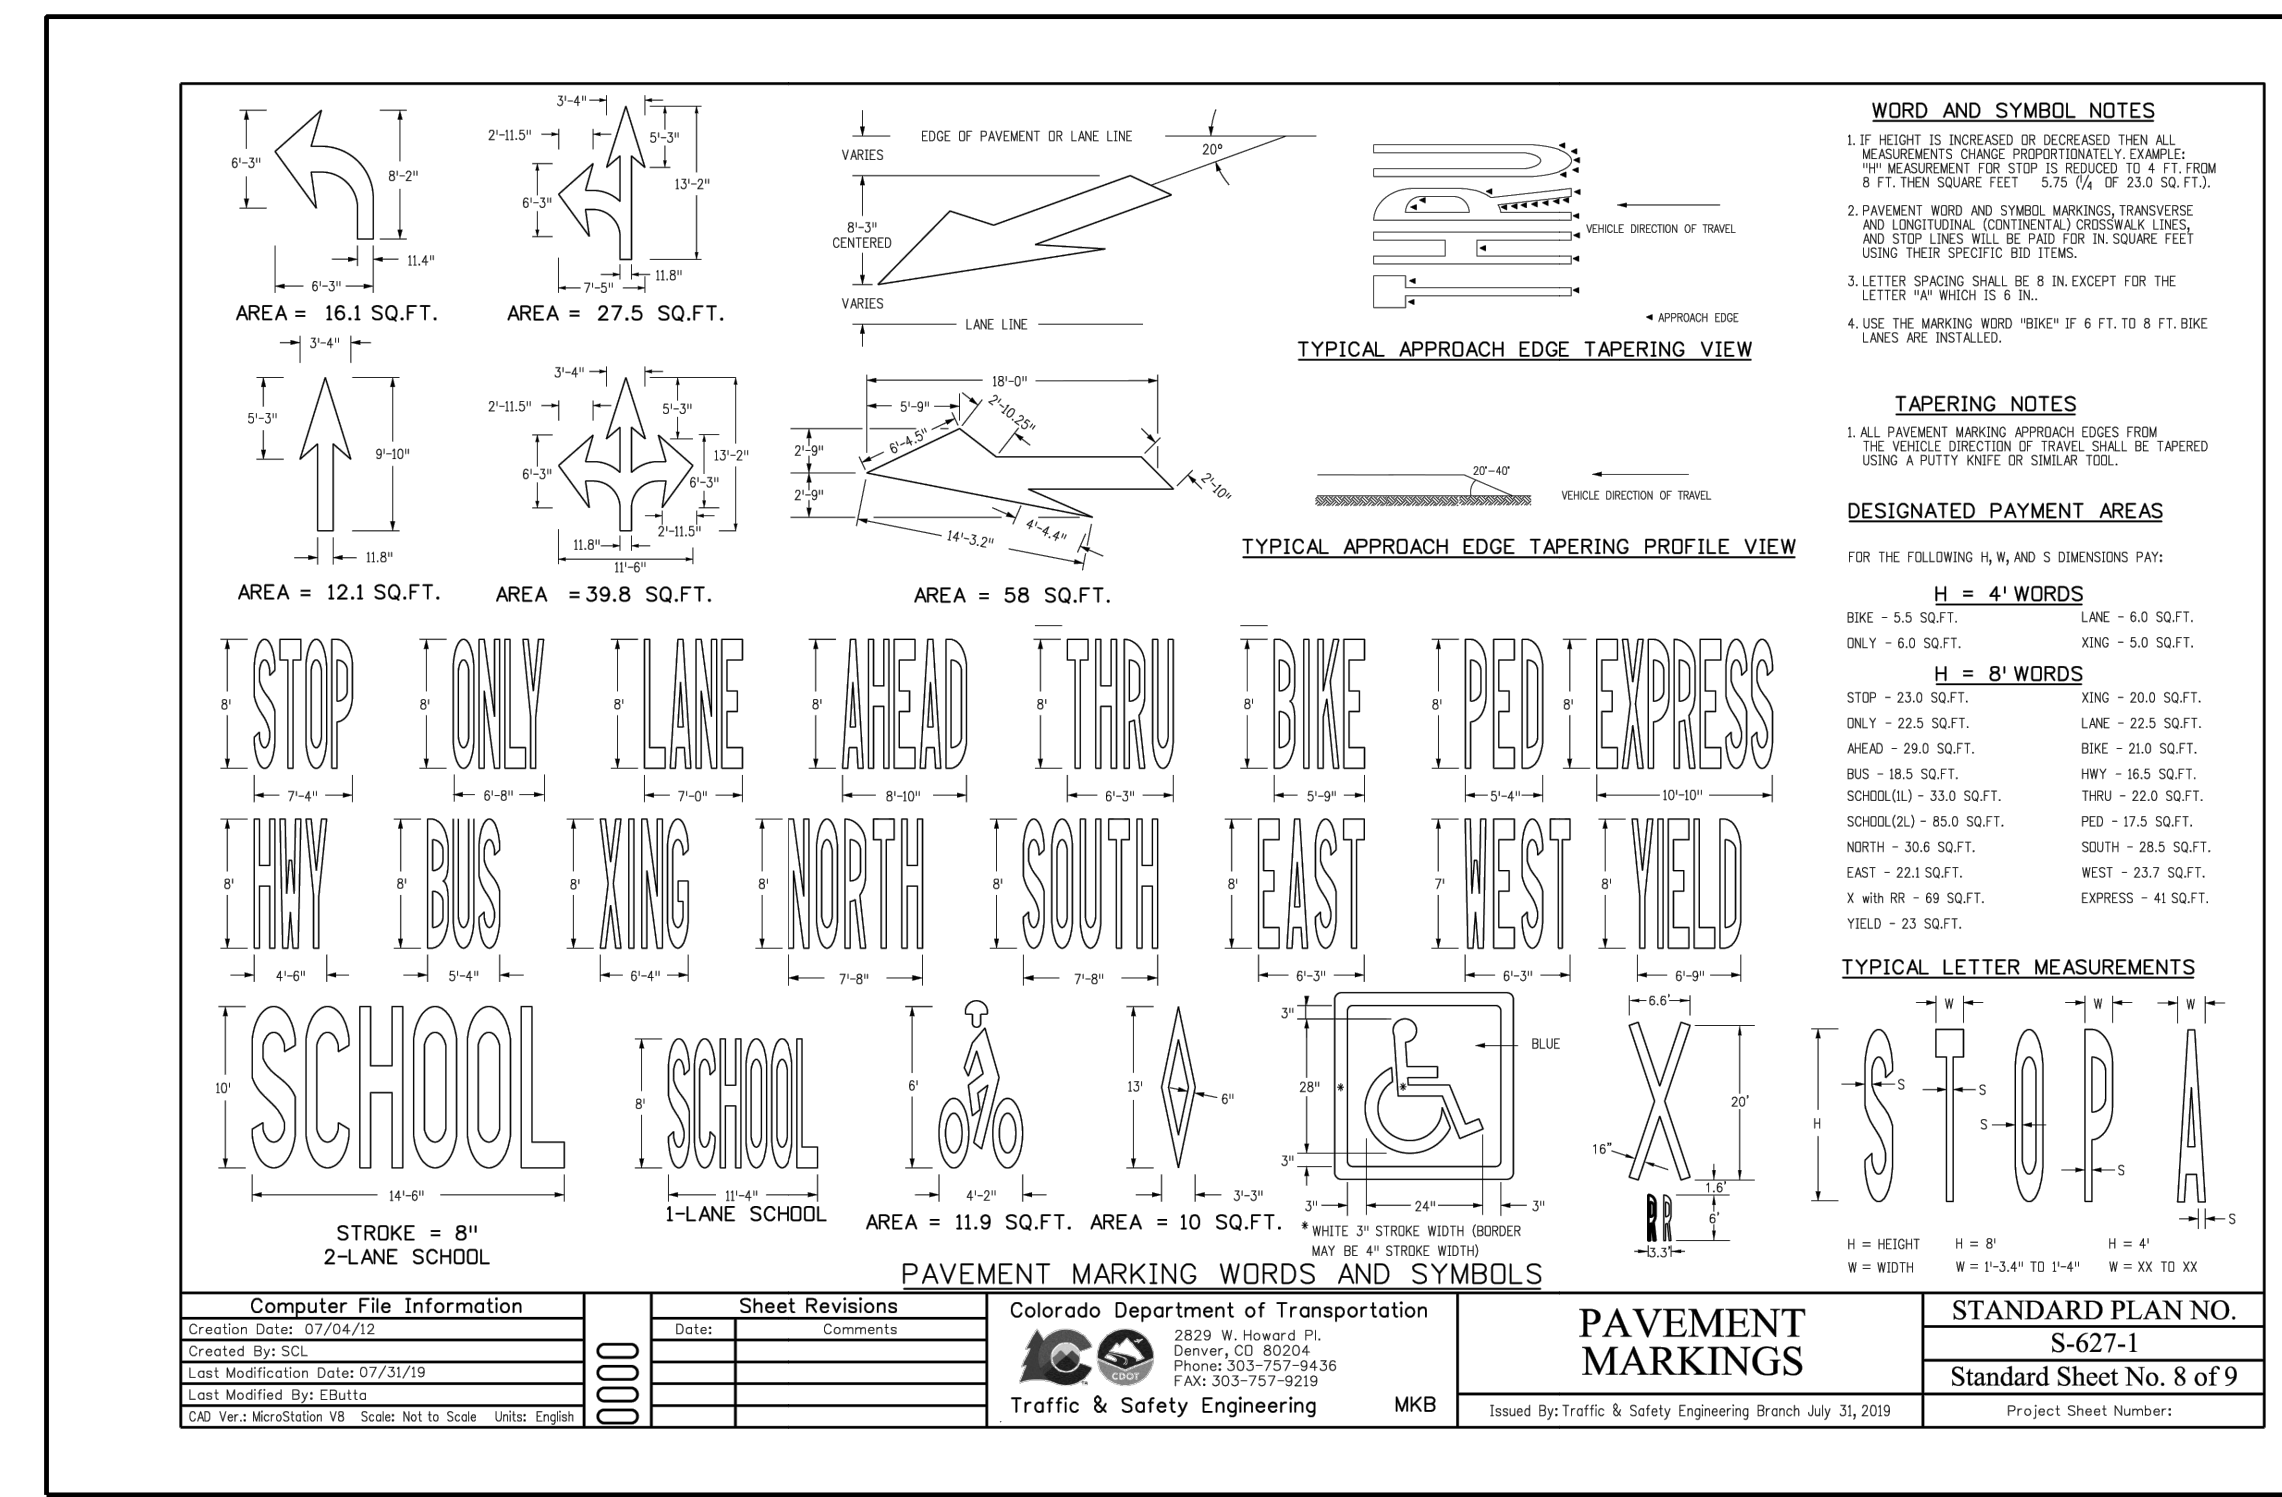 3'-4"
2'-11.5"
5'-3"
6'-3"
8'-2"
13'-2"
6'-3"
11.4"
11.8"
6'-3"
7'-5"
AREA = 16.1 SQ.FT.
AREA = 27.5 SQ.FT.
EDGE OF PAVEMENT OR LANE LINE
VARIES
20°
8'-3"
CENTERED
VARIES
LANE LINE
VEHICLE DIRECTION OF TRAVEL
APPROACH EDGE
TYPICAL APPROACH EDGE TAPERING VIEW
3'-4"
5'-3"
9'-10"
11.8"
AREA = 12.1 SQ.FT.
3'-4"
2'-11.5"
5'-3"
13'-2"
6'-3"
6'-3"
2'-11.5"
11.8"
11'-6"
AREA = 39.8 SQ.FT.
18'-0"
5'-9"
2'-10.25"
6'-4.5"
2'-9"
2'-9"
2'-10"
4'-4.4"
14'-3.2"
AREA = 58 SQ.FT.
20°-40°
VEHICLE DIRECTION OF TRAVEL
TYPICAL APPROACH EDGE TAPERING PROFILE VIEW
WORD AND SYMBOL NOTES
1. IF HEIGHT IS INCREASED OR DECREASED THEN ALL
MEASUREMENTS CHANGE PROPORTIONATELY. EXAMPLE:
"H" MEASUREMENT FOR STOP IS REDUCED TO 4 FT. FROM
8 FT. THEN SQUARE FEET 5.75 (1/4 OF 23.0 SQ. FT.).
2. PAVEMENT WORD AND SYMBOL MARKINGS, TRANSVERSE
AND LONGITUDINAL (CONTINENTAL) CROSSWALK LINES,
AND STOP LINES WILL BE PAID FOR IN. SQUARE FEET
USING THEIR SPECIFIC BID ITEMS.
3. LETTER SPACING SHALL BE 8 IN. EXCEPT FOR THE
LETTER "A" WHICH IS 6 IN..
4. USE THE MARKING WORD "BIKE" IF 6 FT. TO 8 FT. BIKE
LANES ARE INSTALLED.
TAPERING NOTES
1. ALL PAVEMENT MARKING APPROACH EDGES FROM
THE VEHICLE DIRECTION OF TRAVEL SHALL BE TAPERED
USING A PUTTY KNIFE OR SIMILAR TOOL.
DESIGNATED PAYMENT AREAS
FOR THE FOLLOWING H, W, AND S DIMENSIONS PAY:
H = 4' WORDS
BIKE - 5.5 SQ.FT. LANE - 6.0 SQ.FT.
ONLY - 6.0 SQ.FT. XING - 5.0 SQ.FT.
H = 8' WORDS
STOP - 23.0 SQ.FT. XING - 20.0 SQ.FT.
ONLY - 22.5 SQ.FT. LANE - 22.5 SQ.FT.
AHEAD - 29.0 SQ.FT. BIKE - 21.0 SQ.FT.
BUS - 18.5 SQ.FT. HWY - 16.5 SQ.FT.
SCHOOL(1L) - 33.0 SQ.FT. THRU - 22.0 SQ.FT.
SCHOOL(2L) - 85.0 SQ.FT. PED - 17.5 SQ.FT.
NORTH - 30.6 SQ.FT. SOUTH - 28.5 SQ.FT.
EAST - 22.1 SQ.FT. WEST - 23.7 SQ.FT.
X with RR - 69 SQ.FT. EXPRESS - 41 SQ.FT.
YIELD - 23 SQ.FT.
STOP ONLY LANE AHEAD THRU BIKE PED EXPRESS
8' 8' 8' 8' 8' 8' 8' 8'
7'-4" 6'-8" 7'-0" 8'-10" 6'-3" 5'-9" 5'-4" 10'-10"
HWY BUS XING NORTH SOUTH EAST WEST YIELD
8' 8' 8' 8' 8' 8' 7' 8'
4'-6" 5'-4" 6'-4" 7'-8" 7'-8" 6'-3" 6'-3" 6'-9"
SCHOOL
10'
14'-6"
STROKE = 8"
2-LANE SCHOOL
SCHOOL
8'
11'-4"
1-LANE SCHOOL
6'
4'-2"
AREA = 11.9 SQ.FT.
13'
6"
3'-3"
AREA = 10 SQ.FT.
3"
28"
3"
* *
BLUE
3" 24" 3"
* WHITE 3" STROKE WIDTH (BORDER
MAY BE 4" STROKE WIDTH)
6.6'
X
20'
16"
1.6'
RR
6'
3.3'
TYPICAL LETTER MEASUREMENTS
W W W
S T O P A
H
S S S S S
H = HEIGHT H = 8' H = 4'
W = WIDTH W = 1'-3.4" TO 1'-4" W = XX TO XX
PAVEMENT MARKING WORDS AND SYMBOLS
Computer File Information
Creation Date: 07/04/12
Created By: SCL
Last Modification Date: 07/31/19
Last Modified By: EButta
CAD Ver.: MicroStation V8 Scale: Not to Scale Units: English
Sheet Revisions
Date: Comments
Colorado Department of Transportation
2829 W. Howard Pl.
Denver, CO 80204
Phone: 303-757-9436
FAX: 303-757-9219
CDOT
TM
Traffic & Safety Engineering MKB
PAVEMENT
MARKINGS
Issued By: Traffic & Safety Engineering Branch July 31, 2019
STANDARD PLAN NO.
S-627-1
Standard Sheet No. 8 of 9
Project Sheet Number: